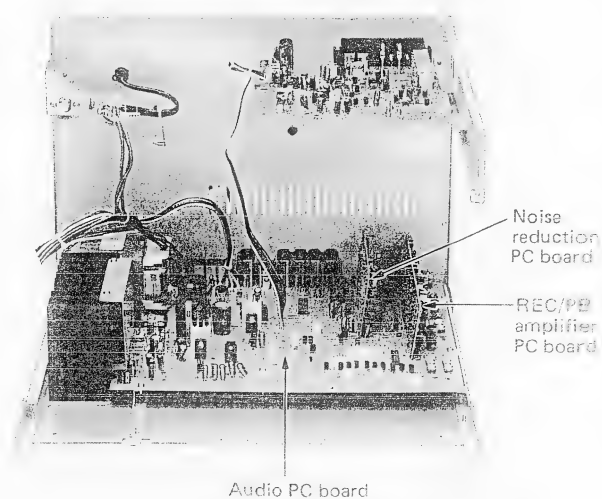 Noise
reduction
PC board
REC/PB
amplifier
PC board
Audio PC board